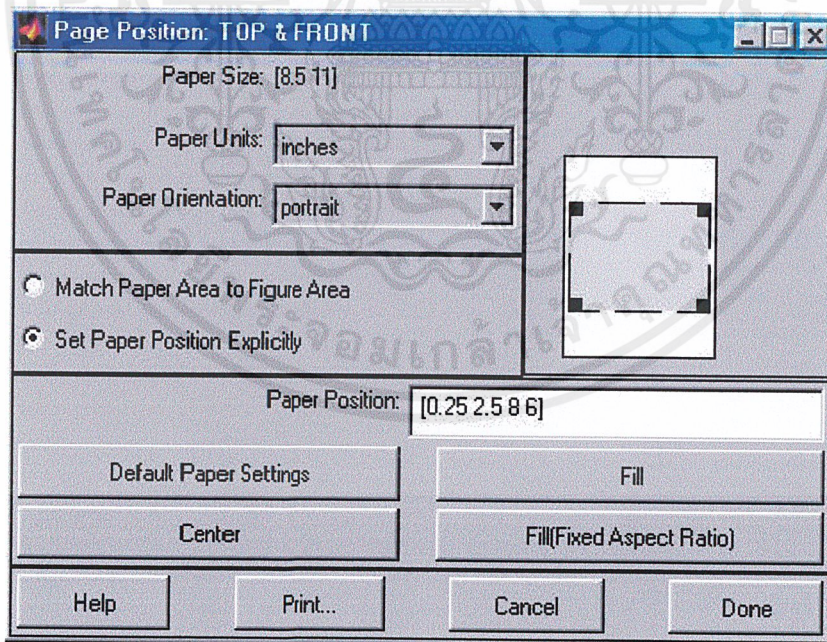 Page Position: TOP & FRONT
Paper Size: [8.5 11]
Paper Units: inches
Paper Orientation: portrait
Match Paper Area to Figure Area
Set Paper Position Explicitly
Paper Position: [0.25 2.5 8 6]
Default Paper Settings Fill
Center Fill(Fixed Aspect Ratio)
Help Print... Cancel Done